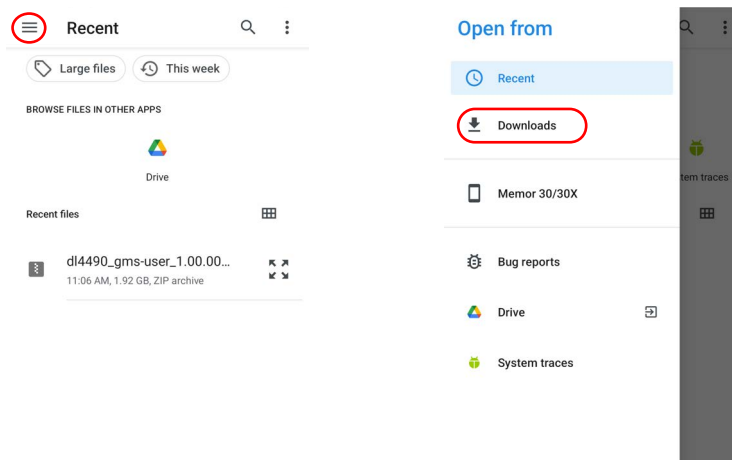 Recent
Large files
This week
BROWSE FILES IN OTHER APPS
Drive
Recent files
dl4490_gms-user_1.00.00...
11:06 AM, 1.92 GB, ZIP archive
Open from
Recent
Downloads
Memor 30/30X
Bug reports
Drive
System traces
tem traces